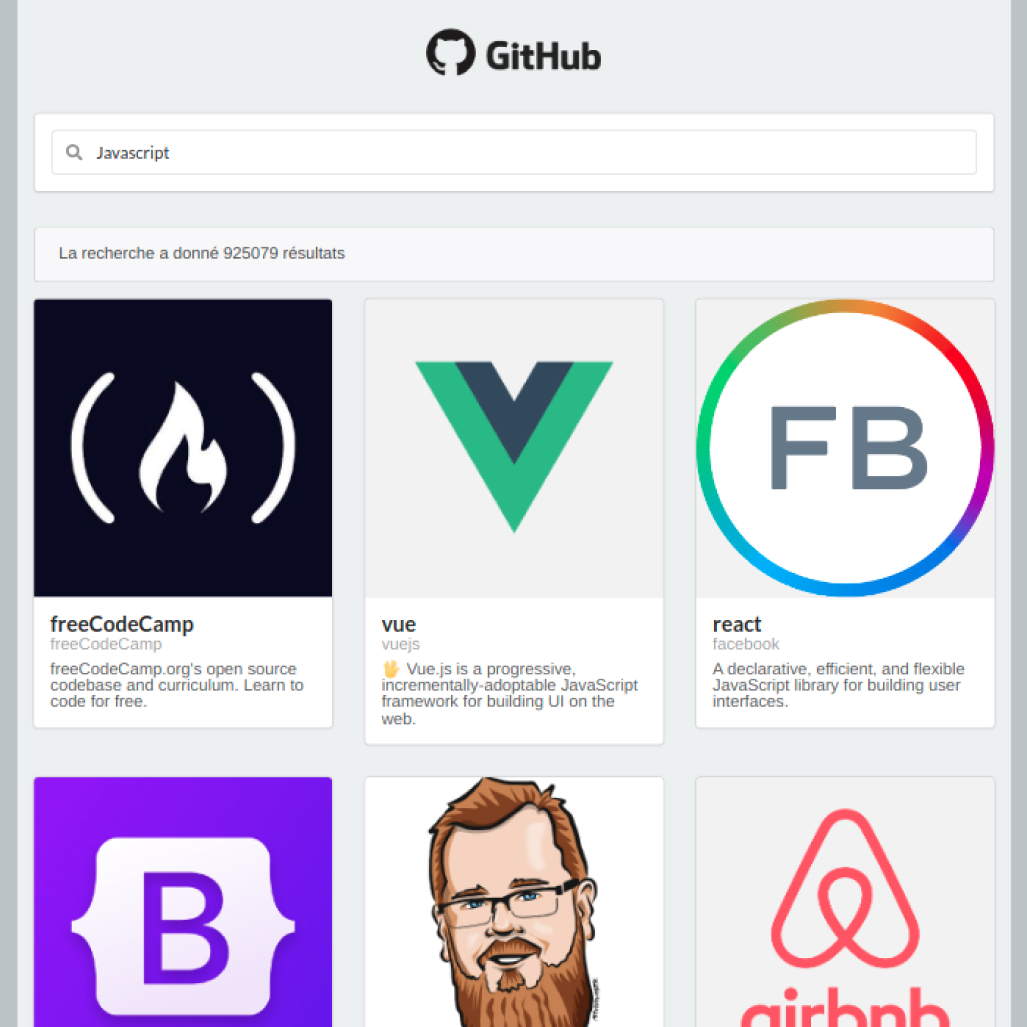 GitHub
Javascript
La recherche a donné 925079 résultats
FB
freeCodeCamp
freeCodeCamp
freeCodeCamp.org's open source
codebase and curriculum. Learn to
code for free.
vue
vuejs
🖖 Vue.js is a progressive,
incrementally-adoptable JavaScript
framework for building UI on the
web.
react
facebook
A declarative, efficient, and flexible
JavaScript library for building user
interfaces.
B
airbnb